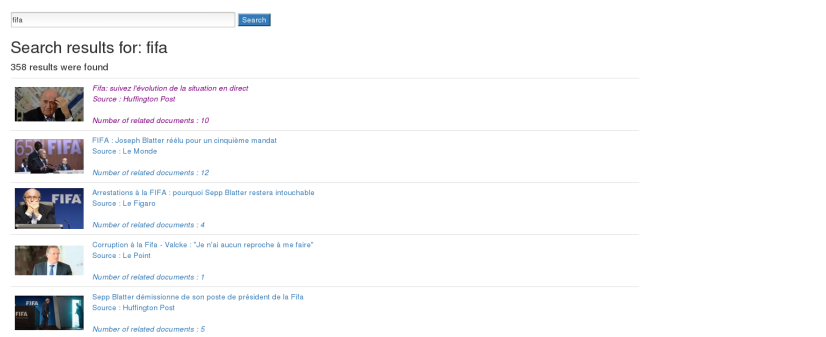 fifa
Search
Search results for: fifa
358 results were found
Fifa: suivez l'évolution de la situation en direct
Source : Huffington Post
Number of related documents : 10
65 FIFA
FIFA : Joseph Blatter réélu pour un cinquième mandat
Source : Le Monde
Number of related documents : 12
FIFA
Arrestations à la FIFA : pourquoi Sepp Blatter restera intouchable
Source : Le Figaro
Number of related documents : 4
Corruption à la Fifa - Valcke : "Je n'ai aucun reproche à me faire"
Source : Le Point
Number of related documents : 1
FIFA
FIFA
Sepp Blatter démissionne de son poste de président de la Fifa
Source : Huffington Post
Number of related documents : 5